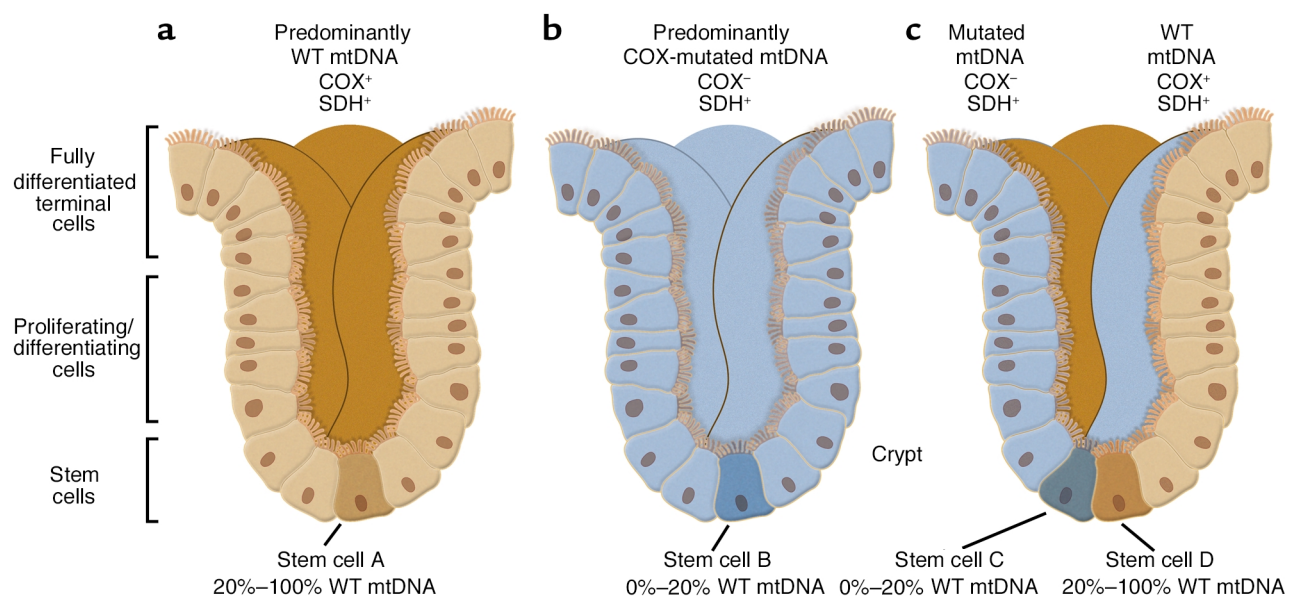 a
Predominantly
WT mtDNA
COX⁺
SDH⁺
b
Predominantly
COX-mutated mtDNA
COX⁻
SDH⁺
c
Mutated
mtDNA
COX⁻
SDH⁺
WT
mtDNA
COX⁺
SDH⁺
Fully
differentiated
terminal
cells
Proliferating/
differentiating
cells
Stem
cells
Crypt
Stem cell A
20%–100% WT mtDNA
Stem cell B
0%–20% WT mtDNA
Stem cell C
0%–20% WT mtDNA
Stem cell D
20%–100% WT mtDNA